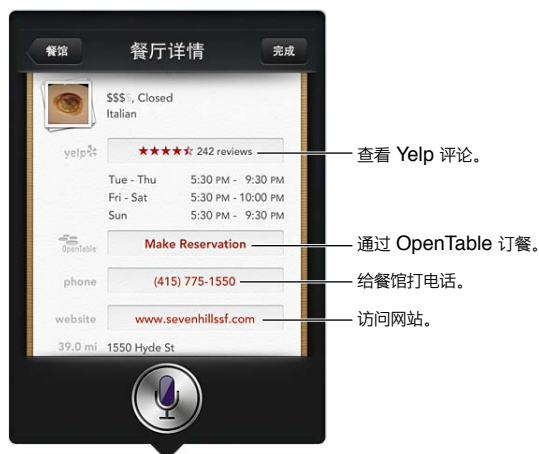 餐馆 餐厅详情 完成
$$$$, Closed
Italian
yelp 242 reviews 查看 Yelp 评论。
Tue - Thu 5:30 PM - 9:30 PM
Fri - Sat 5:30 PM - 10:00 PM
Sun 5:30 PM - 9:30 PM
OpenTable Make Reservation 通过 OpenTable 订餐。
phone (415) 775-1550 给餐馆打电话。
website www.sevenhillssf.com 访问网站。
39.0 mi 1550 Hyde St